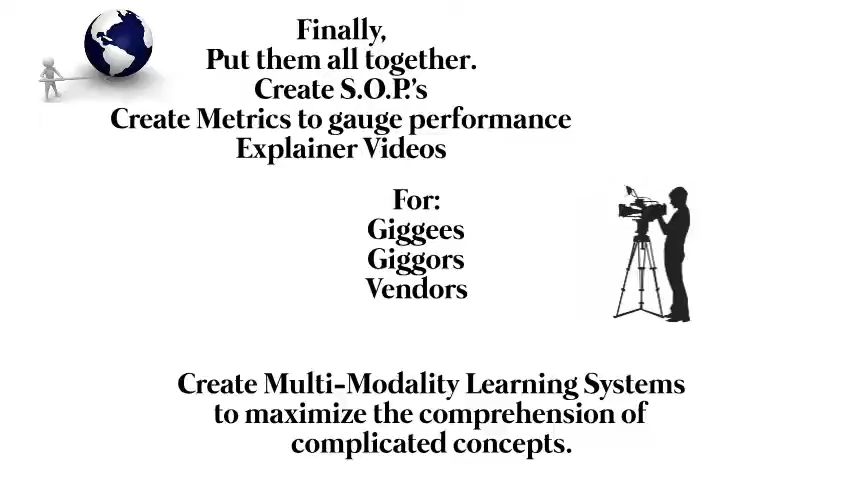 Finally,
Put them all together.
Create S.O.P.'s
Create Metrics to gauge performance
Explainer Videos
For:
Giggees
Giggors
Vendors
Create Multi-Modality Learning Systems
to maximize the comprehension of
complicated concepts.